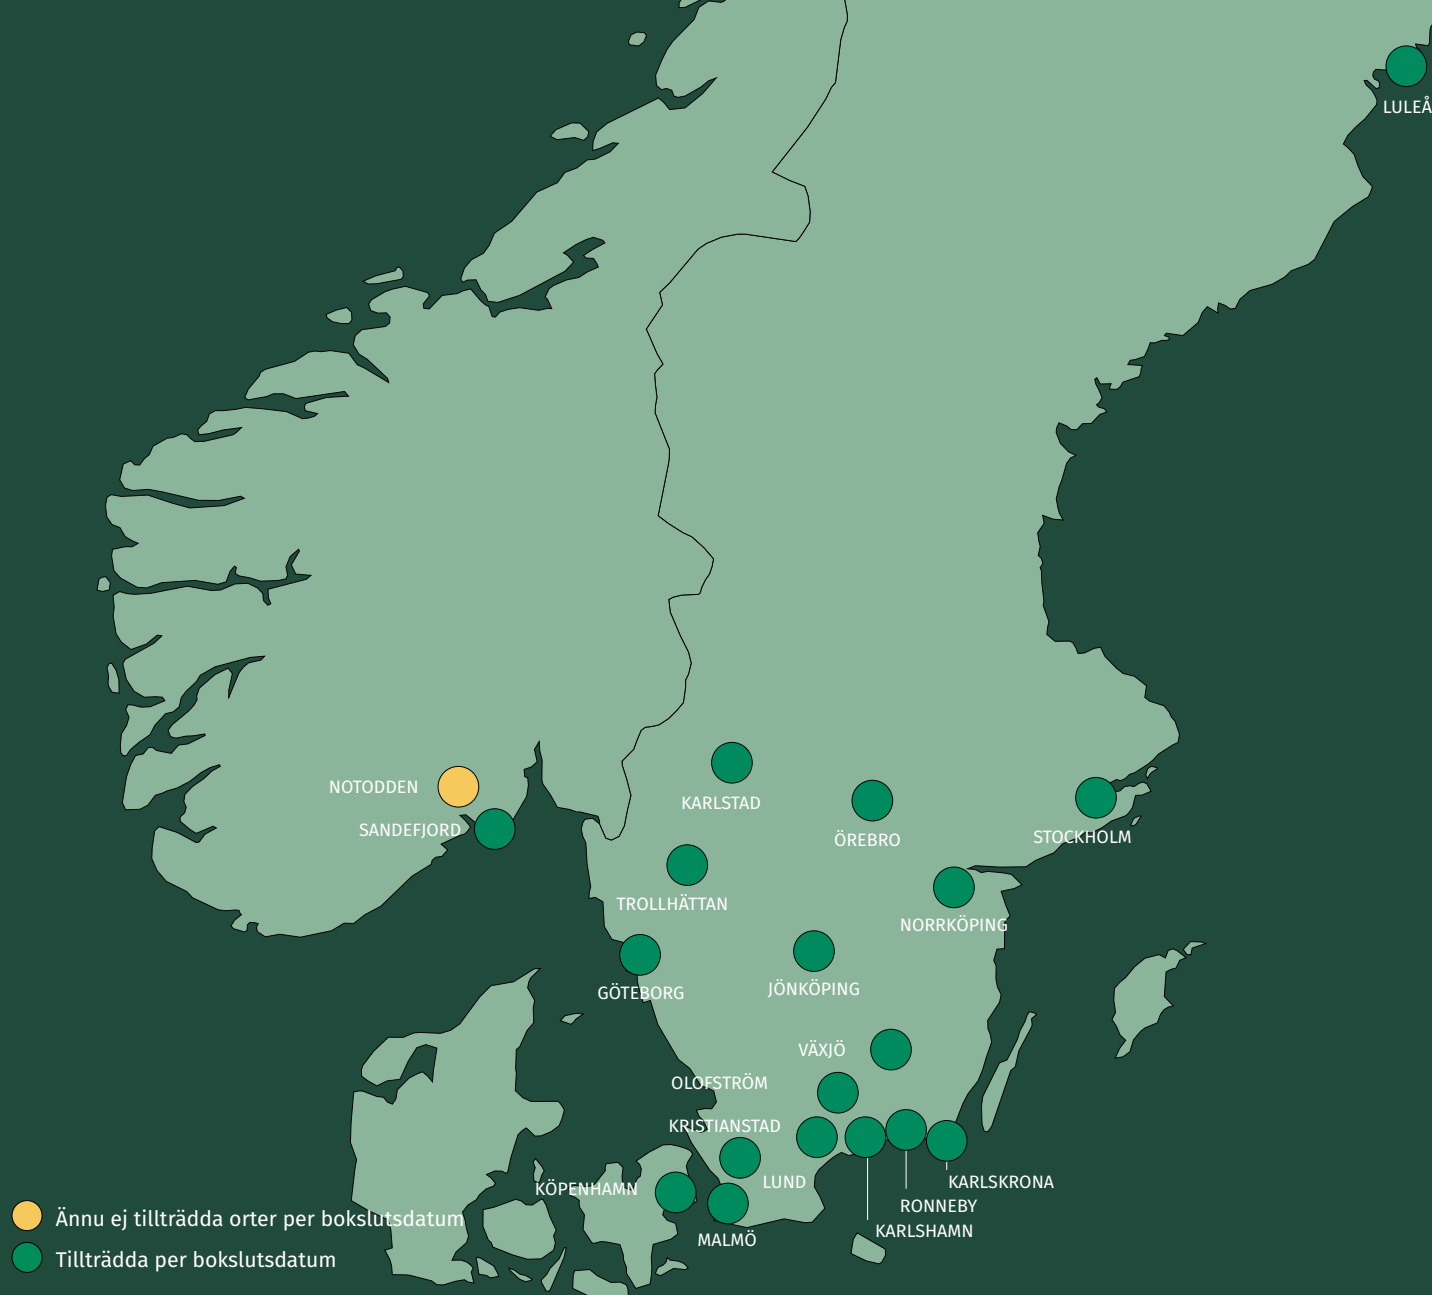 LULEÅ
NOTODDEN
KARLSTAD
SANDEFJORD
ÖREBRO
STOCKHOLM
TROLLHÄTTAN
NORRKÖPING
GÖTEBORG
JÖNKÖPING
VÄXJÖ
OLOFSTRÖM
KRISTIANSTAD
LUND
KARLSKRONA
KÖPENHAMN
RONNEBY
KARLSHAMN
MALMÖ
Ännu ej tillträdda orter per bokslutsdatum
Tillträdda per bokslutsdatum